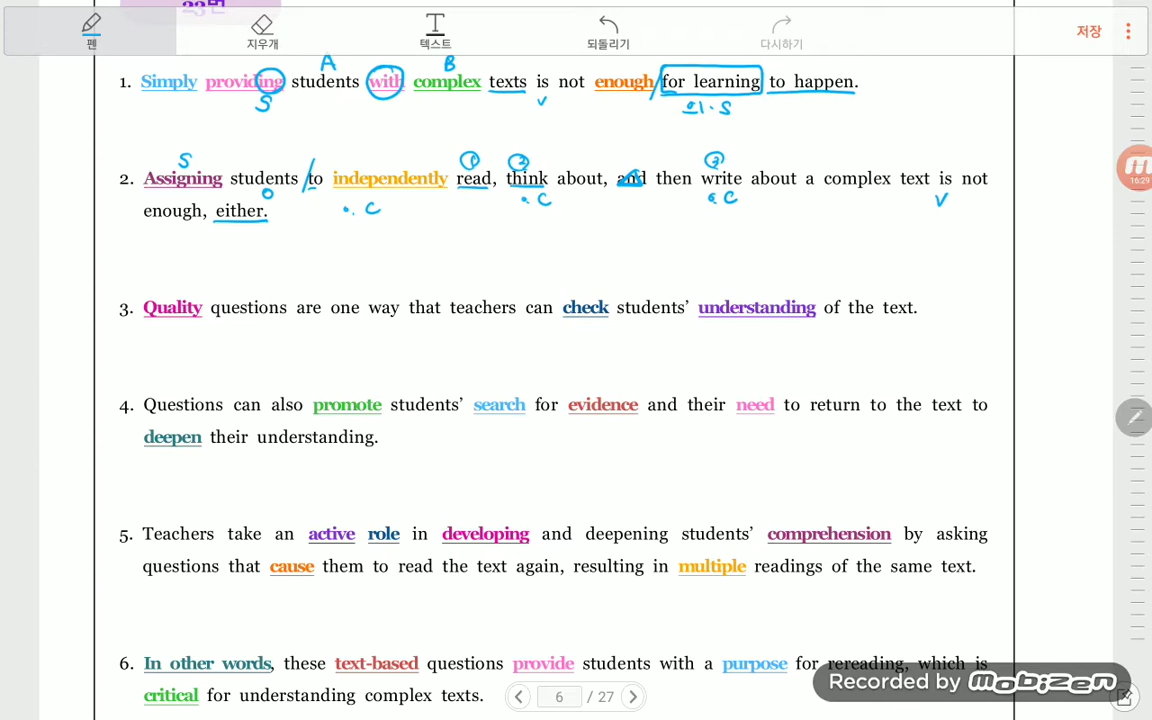 23번
펜 지우개 텍스트 되돌리기 다시하기 저장
A B
1. Simply providing students with complex texts is not enough/for learning to happen.
S v 의.S
S ① ② ③
2. Assigning students /to independently read, think about, and then write about a complex text is not
O •. C •C •C V
enough, either.
16:29
3. Quality questions are one way that teachers can check students’ understanding of the text.
4. Questions can also promote students’ search for evidence and their need to return to the text to
deepen their understanding.
5. Teachers take an active role in developing and deepening students’ comprehension by asking
questions that cause them to read the text again, resulting in multiple readings of the same text.
6. In other words, these text-based questions provide students with a purpose for rereading, which is
critical for understanding complex texts.
6 / 27
Recorded by mobizen